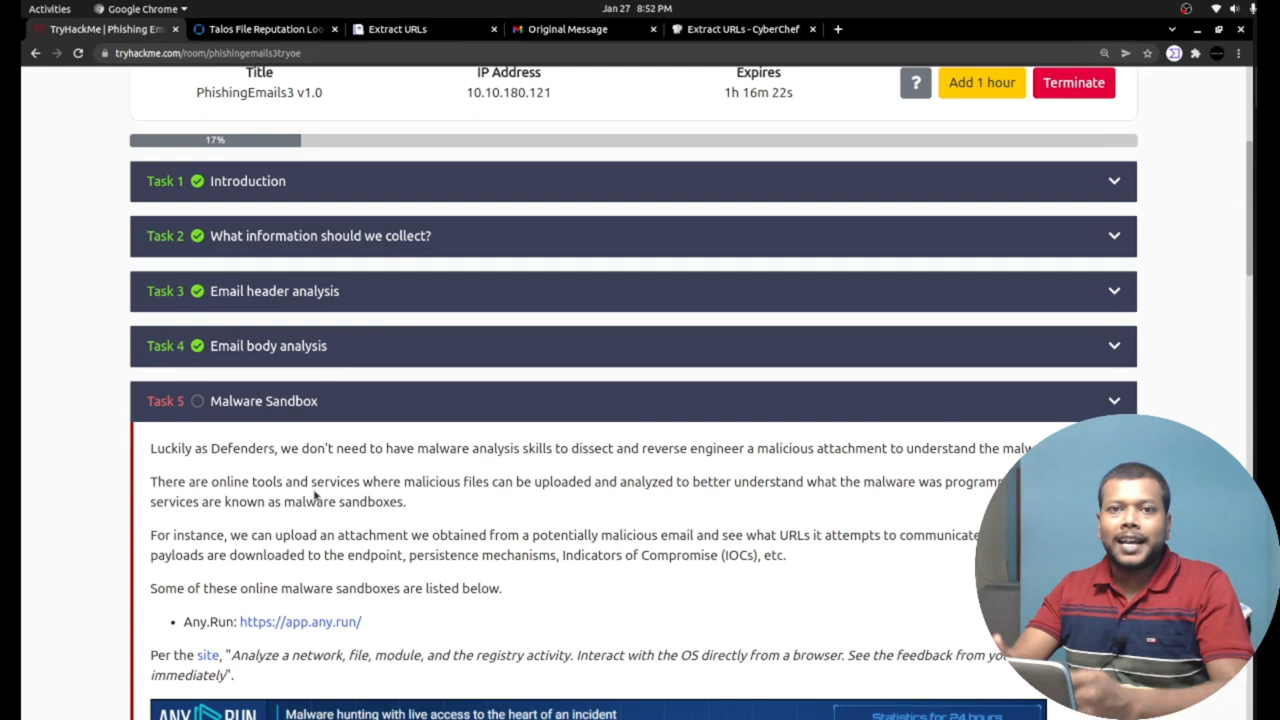 Activities
Google Chrome
Jan 27 8:52 PM
TryHackMe | Phishing Em
Talos File Reputation Loo
Extract URLs
Original Message
Extract URLs - CyberChef
tryhackme.com/room/phishingemails3tryoe
Title
IP Address
Expires
PhishingEmails3 v1.0
10.10.180.121
1h 16m 22s
?
Add 1 hour
Terminate
17%
Task 1 Introduction
Task 2 What information should we collect?
Task 3 Email header analysis
Task 4 Email body analysis
Task 5 Malware Sandbox
Luckily as Defenders, we don't need to have malware analysis skills to dissect and reverse engineer a malicious attachment to understand the malw
There are online tools and services where malicious files can be uploaded and analyzed to better understand what the malware was programm
services are known as malware sandboxes.
For instance, we can upload an attachment we obtained from a potentially malicious email and see what URLs it attempts to communicate
payloads are downloaded to the endpoint, persistence mechanisms, Indicators of Compromise (IOCs), etc.
Some of these online malware sandboxes are listed below.
• Any.Run: https://app.any.run/
Per the site, "Analyze a network, file, module, and the registry activity. Interact with the OS directly from a browser. See the feedback from you
immediately".
ANY RUN
Malware hunting with live access to the heart of an incident
Statistics for 24 hours